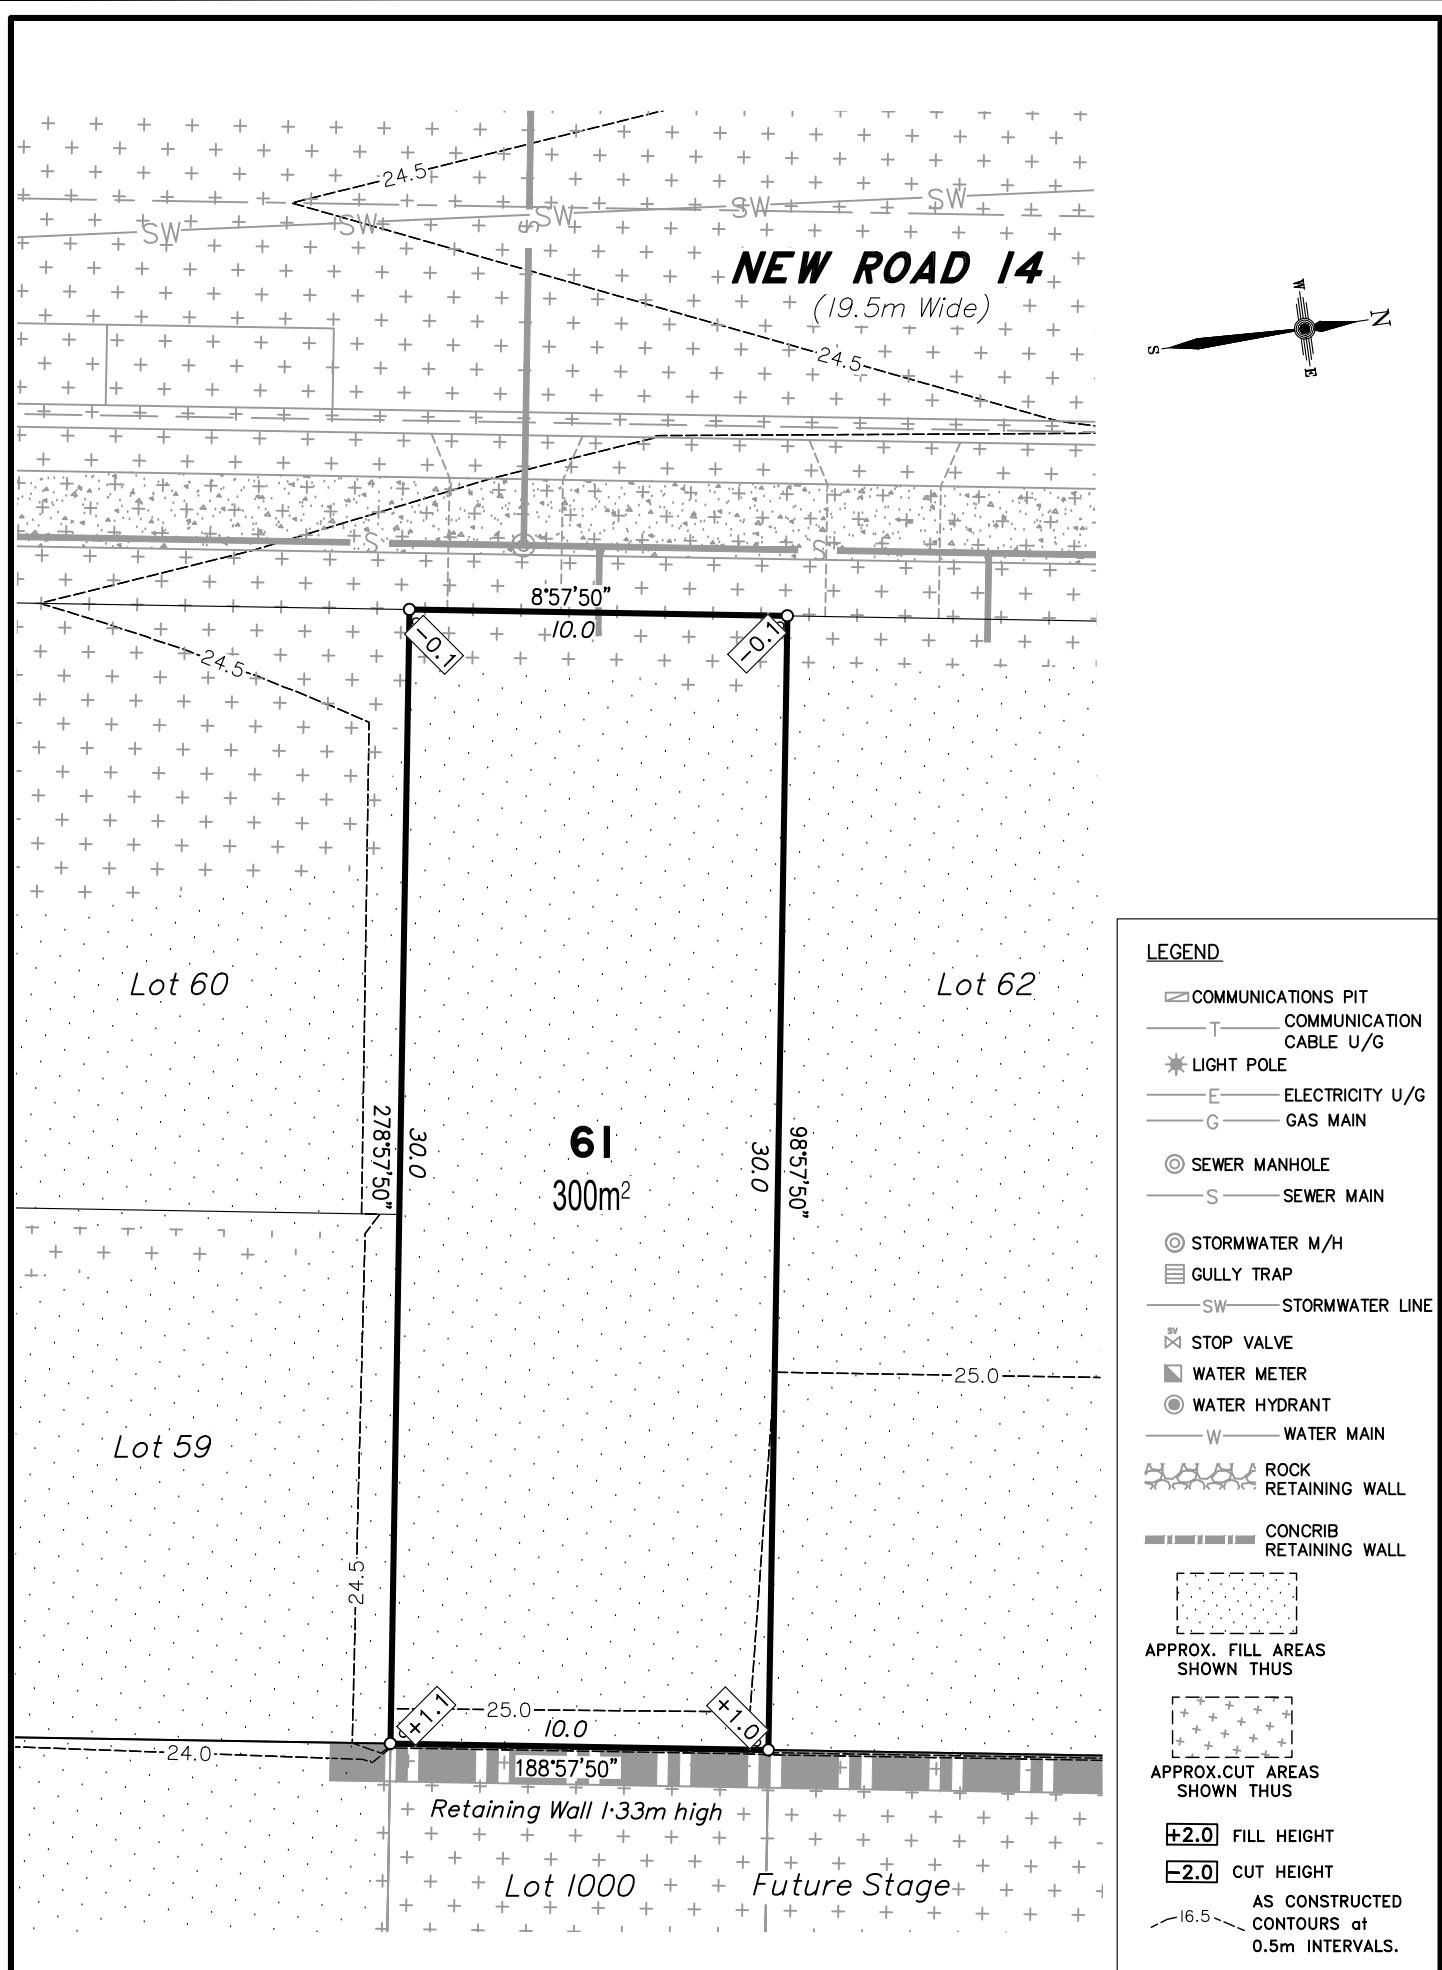 24.5
SW SW SW SW SW
S
NEW ROAD 14
(19.5m Wide)
24.5
W
N
S
E
S S
8°57'50"
10.0
-0.1
-0.1
24.5
Lot 60
Lot 62
278°57'50"
30.0
61
300m²
30.0
98°57'50"
25.0
Lot 59
24.5
+1.1
25.0
+1.0
10.0
24.0
188°57'50"
Retaining Wall 1·33m high
Lot 1000
Future Stage
LEGEND
COMMUNICATIONS PIT
T COMMUNICATION
CABLE U/G
LIGHT POLE
E ELECTRICITY U/G
G GAS MAIN
SEWER MANHOLE
S SEWER MAIN
STORMWATER M/H
GULLY TRAP
SW STORMWATER LINE
SV
STOP VALVE
WATER METER
WATER HYDRANT
W WATER MAIN
ROCK
RETAINING WALL
CONCRIB
RETAINING WALL
APPROX. FILL AREAS
SHOWN THUS
APPROX.CUT AREAS
SHOWN THUS
+2.0 FILL HEIGHT
-2.0 CUT HEIGHT
AS CONSTRUCTED
16.5 CONTOURS at
0.5m INTERVALS.